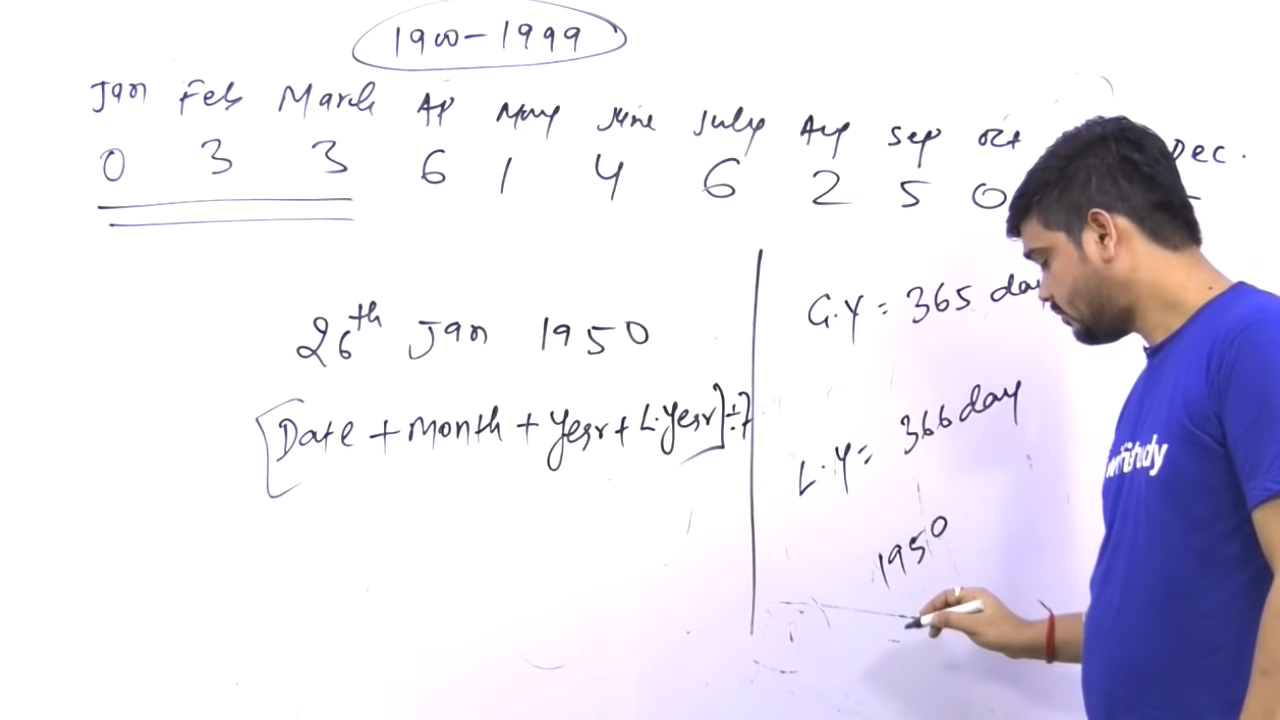 1900-1999
Jan Feb March AP May June July Aug Sep Oct Dec.
0 3 3 6 1 4 6 2 5 0
26th Jan 1950
[Date + Month + Year + L.Year] ÷ 7
G.Y = 365 day
L.Y = 366 day
1950